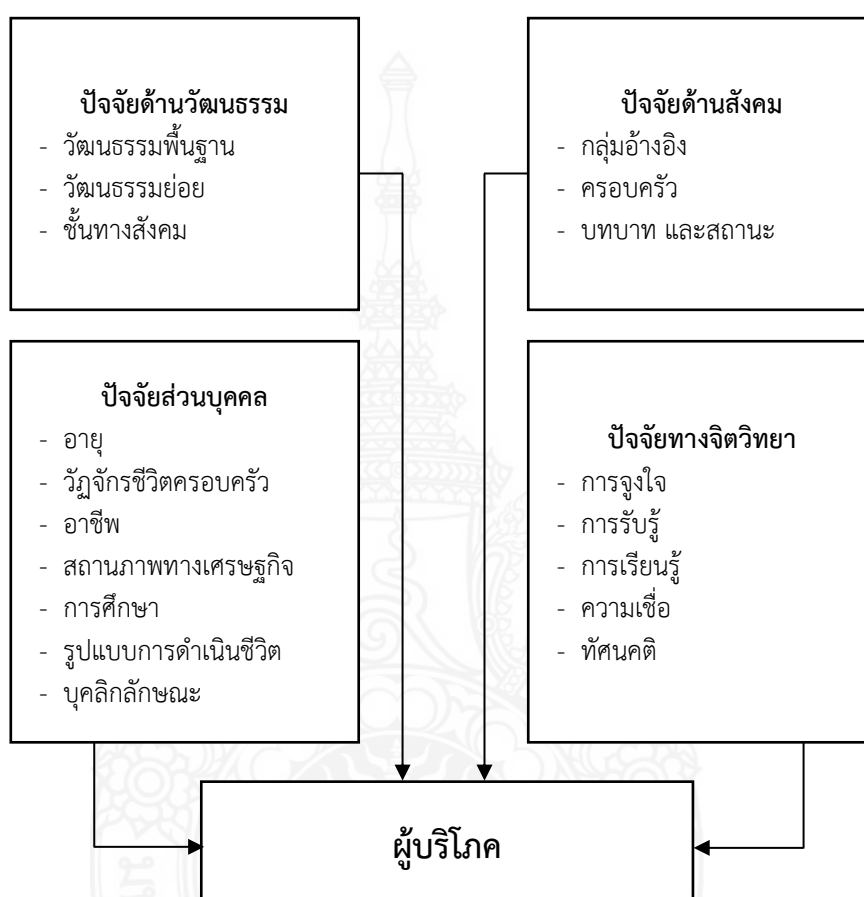 ปัจจัยด้านวัฒนธรรม
- วัฒนธรรมพื้นฐาน
- วัฒนธรรมย่อย
- ชั้นทางสังคม
ปัจจัยด้านสังคม
- กลุ่มอ้างอิง
- ครอบครัว
- บทบาท และสถานะ
ปัจจัยส่วนบุคคล
- อายุ
- วัฏจักรชีวิตครอบครัว
- อาชีพ
- สถานภาพทางเศรษฐกิจ
- การศึกษา
- รูปแบบการดำเนินชีวิต
- บุคลิกลักษณะ
ปัจจัยทางจิตวิทยา
- การจูงใจ
- การรับรู้
- การเรียนรู้
- ความเชื่อ
- ทัศนคติ
ผู้บริโภค